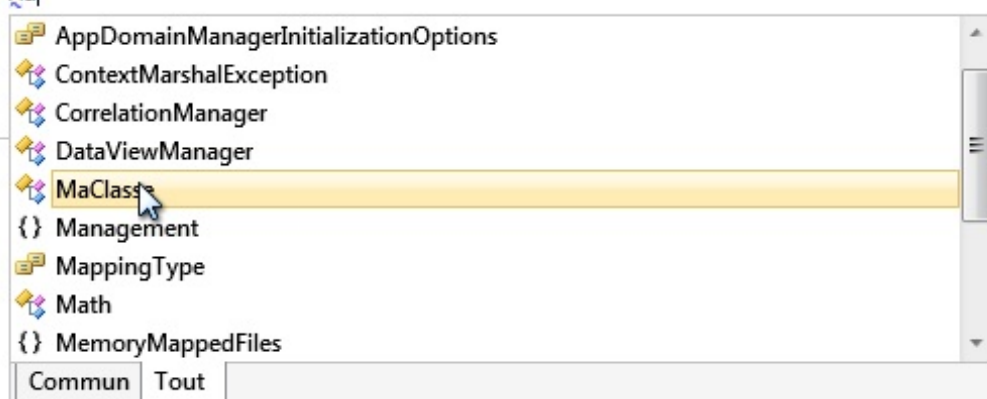 AppDomainManagerInitializationOptions
ContextMarshalException
CorrelationManager
DataViewManager
MaClasse
{} Management
MappingType
Math
{} MemoryMappedFiles
Commun Tout